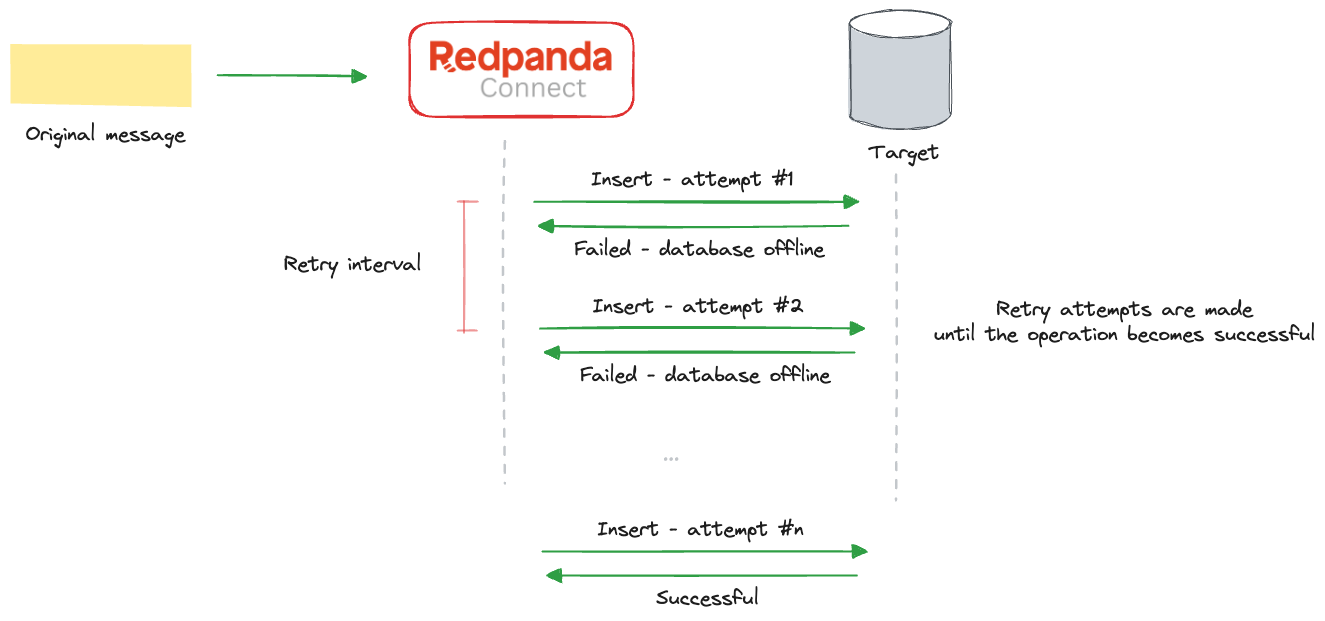 Redpanda
Connect
Original message
Target
Insert - attempt #1
Failed - database offline
Retry interval
Insert - attempt #2
Retry attempts are made
until the operation becomes successful
Failed - database offline
...
Insert - attempt #n
Successful